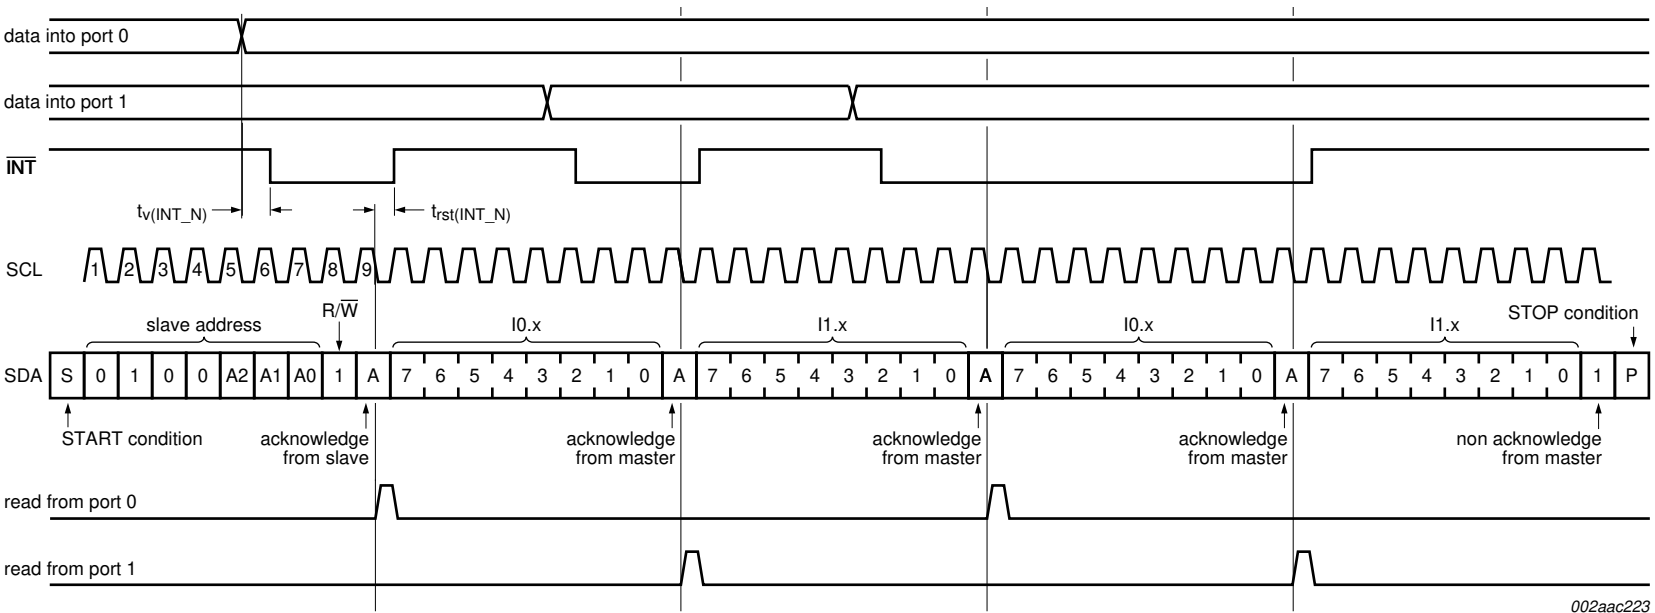 data into port 0
data into port 1
INT
tv(INT_N)
trst(INT_N)
SCL
1 2 3 4 5 6 7 8 9
R/W
STOP condition
slave address
I0.x
I1.x
I0.x
I1.x
SDA S 0 1 0 0 A2 A1 A0 1 A 7 6 5 4 3 2 1 0 A 7 6 5 4 3 2 1 0 A 7 6 5 4 3 2 1 0 A 7 6 5 4 3 2 1 0 1 P
START condition
acknowledge
from slave
acknowledge
from master
acknowledge
from master
acknowledge
from master
non acknowledge
from master
read from port 0
read from port 1
002aac223